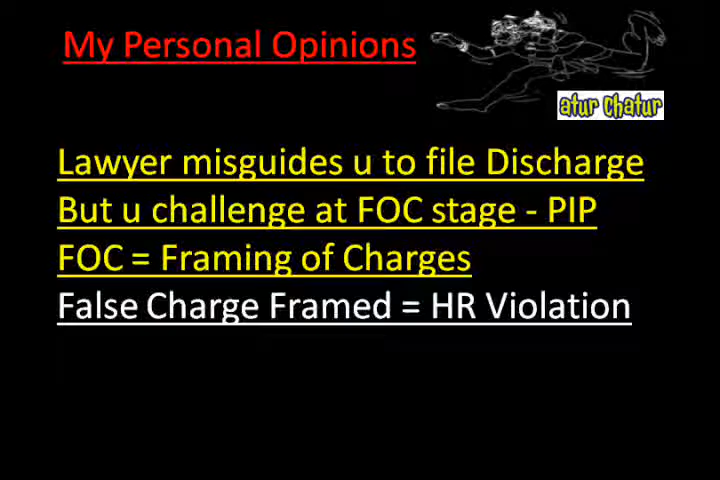 My Personal Opinions
atur chatur
Lawyer misguides u to file Discharge
But u challenge at FOC stage - PIP
FOC = Framing of Charges
False Charge Framed = HR Violation